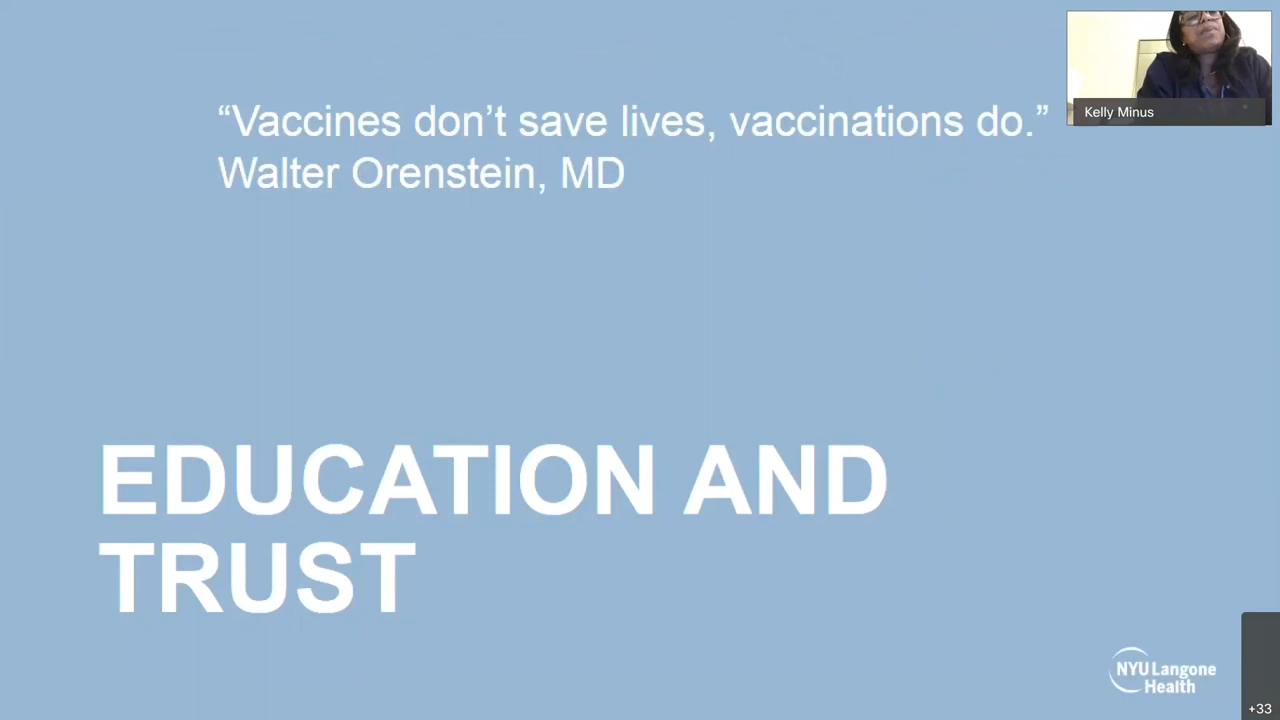 “Vaccines don’t save lives, vaccinations do.”
Walter Orenstein, MD
Kelly Minus
EDUCATION AND
TRUST
NYU Langone
Health
+33